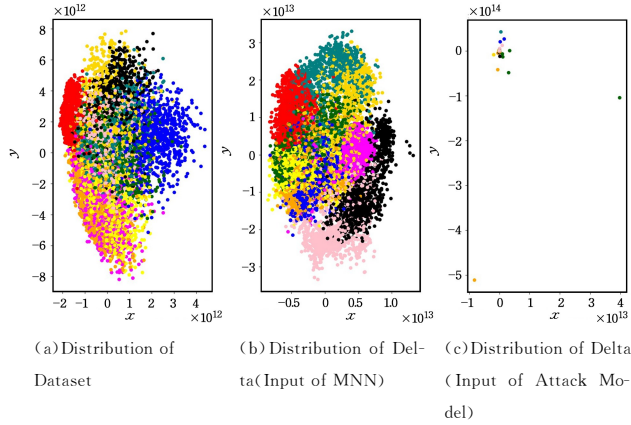 ×10¹² ×10¹³ ×10¹⁴
8
6
4
2
0
−2
−4
−6
−8
y
−2 −1 0 1 2 3 4
x ×10¹²
3
2
1
0
−1
−2
−3
y
−0.5 0 0.5 1.0
x ×10¹³
0
−1
−2
−3
−4
−5
y
−1 0 1 2 3 4
x ×10¹³
(a)Distribution of
Dataset
(b)Distribution of Del-
ta(Input of MNN)
(c)Distribution of Delta
(Input of Attack Mo-
del)